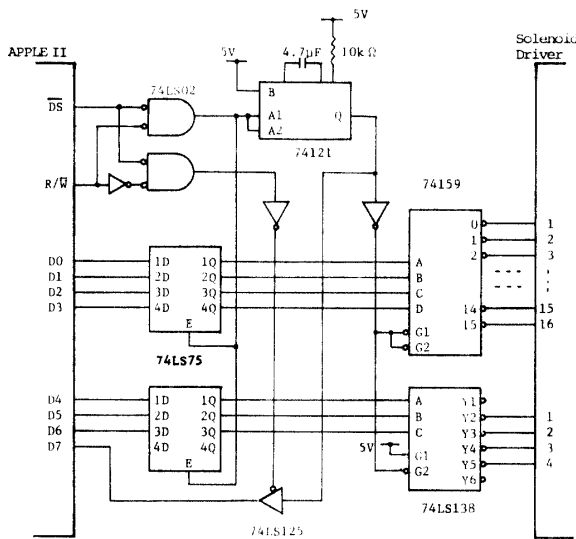 5V
5V
4.7μF
10kΩ
APPLE II
Solenoid
Driver
74LS02
DS
B
A1
A2
Q
74121
R/W
74159
D0
D1
D2
D3
1D
2D
3D
4D
1Q
2Q
3Q
4Q
E
74LS75
A
B
C
D
G1
G2
0
1
2
14
15
1
2
3
15
16
D4
D5
D6
D7
1D
2D
3D
4D
1Q
2Q
3Q
4Q
E
A
B
C
5V
G1
G2
Y1
Y2
Y3
Y4
Y5
Y6
1
2
3
4
74LS125
74LS138